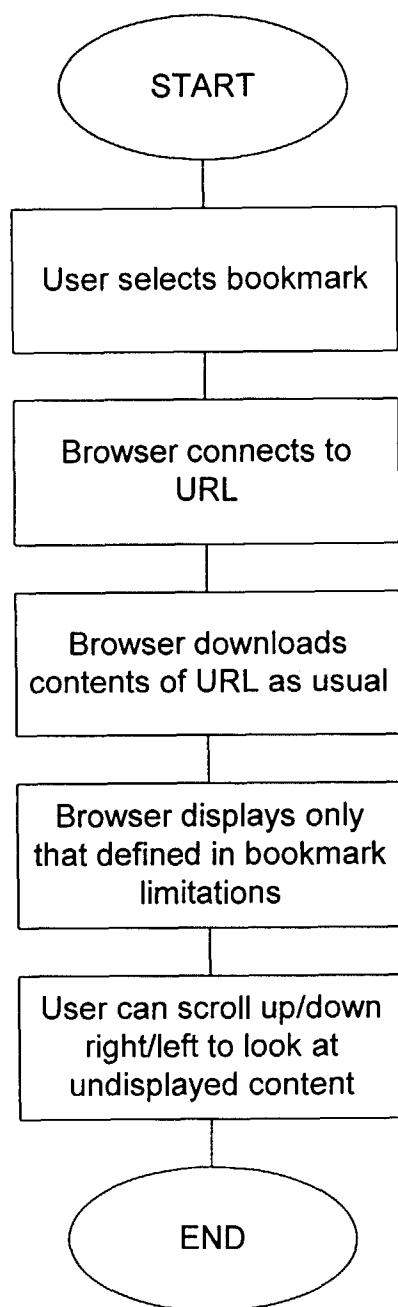 START
User selects bookmark
Browser connects to
URL
Browser downloads
contents of URL as usual
Browser displays only
that defined in bookmark
limitations
User can scroll up/down
right/left to look at
undisplayed content
END